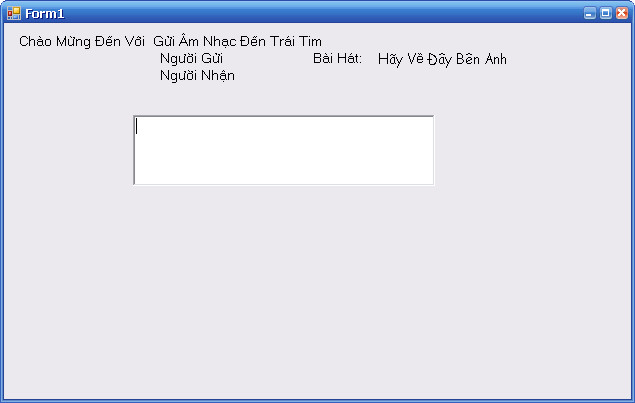 Form1
Chào Mừng Đến Với Gửi Âm Nhạc Đến Trái Tim
Người Gửi Bài Hát: Hãy Về Đây Bên Anh
Người Nhận